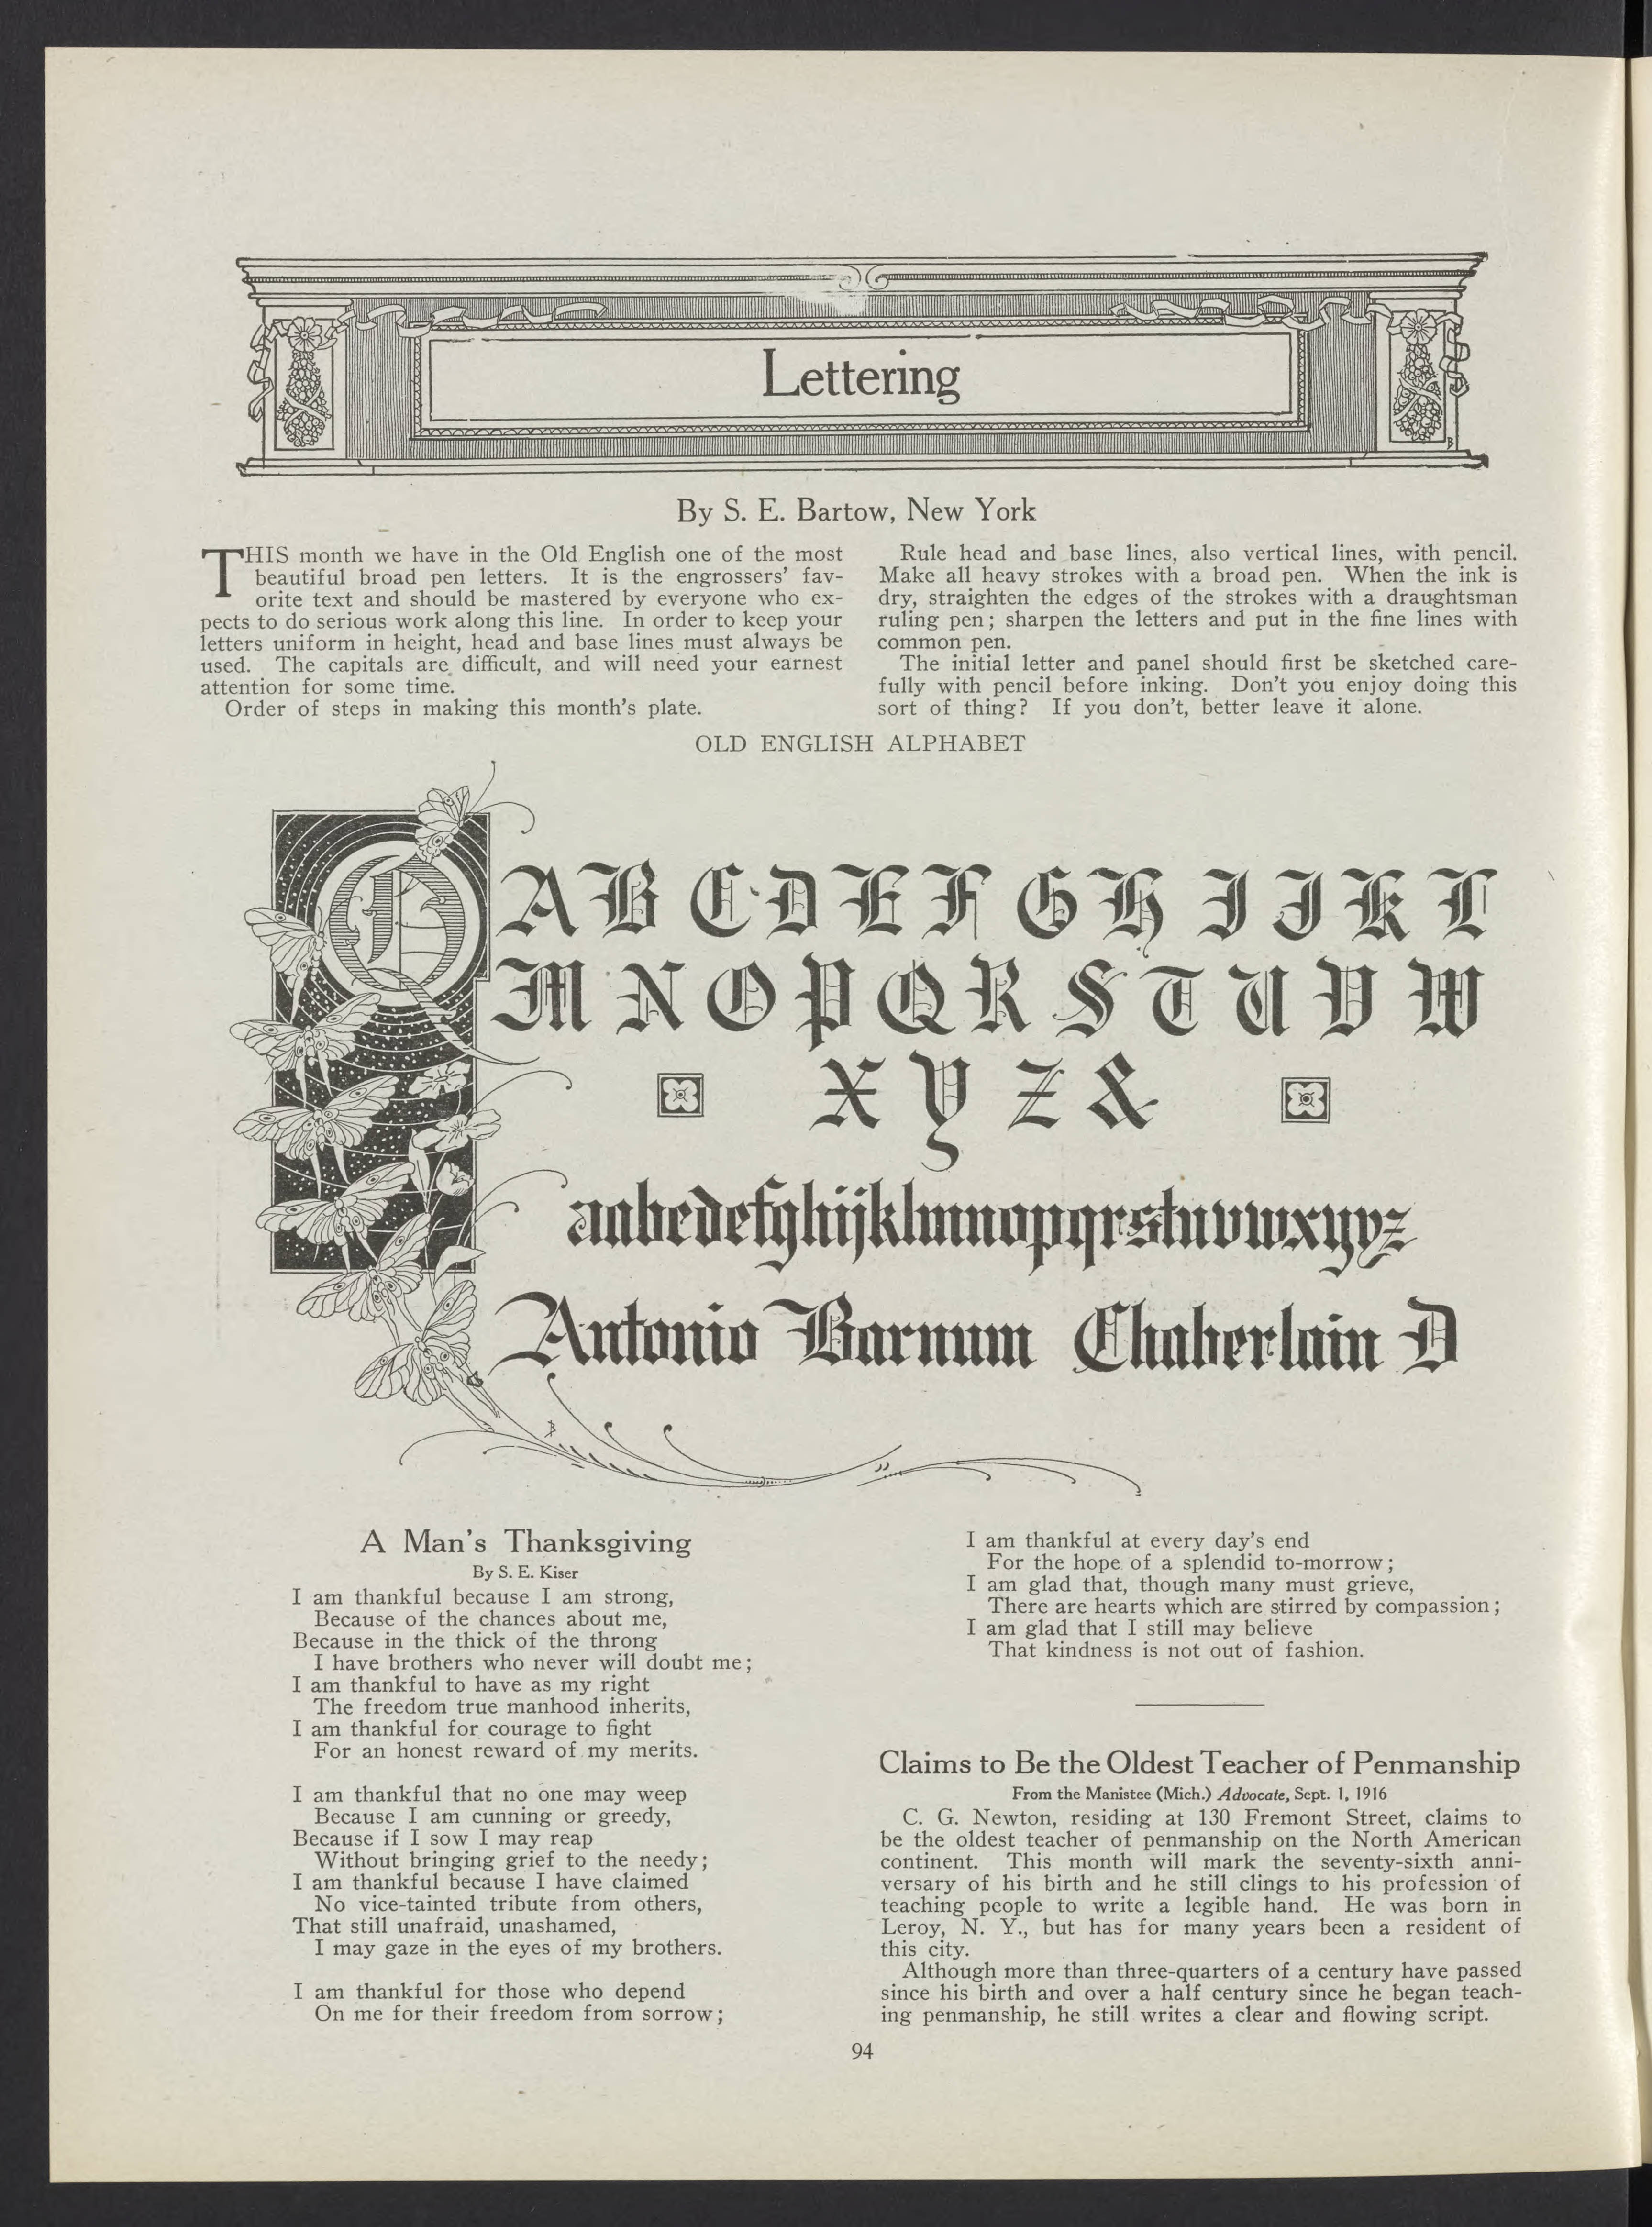 Lettering
By S. E. Bartow, New York
THIS month we have in the Old English one of the most
beautiful broad pen letters. It is the engrossers' fav-
orite text and should be mastered by everyone who ex-
pects to do serious work along this line. In order to keep your
letters uniform in height, head and base lines must always be
used. The capitals are difficult, and will need your earnest
attention for some time.
Order of steps in making this month's plate.
Rule head and base lines, also vertical lines, with pencil.
Make all heavy strokes with a broad pen. When the ink is
dry, straighten the edges of the strokes with a draughtsman
ruling pen; sharpen the letters and put in the fine lines with
common pen.
The initial letter and panel should first be sketched care-
fully with pencil before inking. Don't you enjoy doing this
sort of thing? If you don't, better leave it alone.
OLD ENGLISH ALPHABET
A B C D E F G H I J K L
M N O P Q R S T U V W
X Y Z &
aabcdefghijklmnopqrstuvwxyyz
Antonio Barnum Chaberlain D
A Man's Thanksgiving
By S. E. Kiser
I am thankful because I am strong,
Because of the chances about me,
Because in the thick of the throng
I have brothers who never will doubt me;
I am thankful to have as my right
The freedom true manhood inherits,
I am thankful for courage to fight
For an honest reward of my merits.
I am thankful that no one may weep
Because I am cunning or greedy,
Because if I sow I may reap
Without bringing grief to the needy;
I am thankful because I have claimed
No vice-tainted tribute from others,
That still unafraid, unashamed,
I may gaze in the eyes of my brothers.
I am thankful for those who depend
On me for their freedom from sorrow;
I am thankful at every day's end
For the hope of a splendid to-morrow;
I am glad that, though many must grieve,
There are hearts which are stirred by compassion;
I am glad that I still may believe
That kindness is not out of fashion.
Claims to Be the Oldest Teacher of Penmanship
From the Manistee (Mich.) Advocate, Sept. 1, 1916
C. G. Newton, residing at 130 Fremont Street, claims to
be the oldest teacher of penmanship on the North American
continent. This month will mark the seventy-sixth anni-
versary of his birth and he still clings to his profession of
teaching people to write a legible hand. He was born in
Leroy, N. Y., but has for many years been a resident of
this city.
Although more than three-quarters of a century have passed
since his birth and over a half century since he began teach-
ing penmanship, he still writes a clear and flowing script.
94